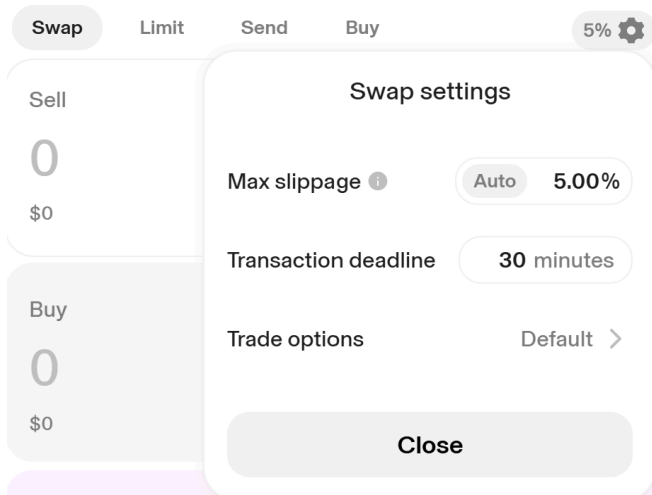 Swap Limit Send Buy 5%
Swap settings
Sell
0
$0
Max slippage Auto 5.00%
Transaction deadline 30 minutes
Buy
0
$0
Trade options Default
Close